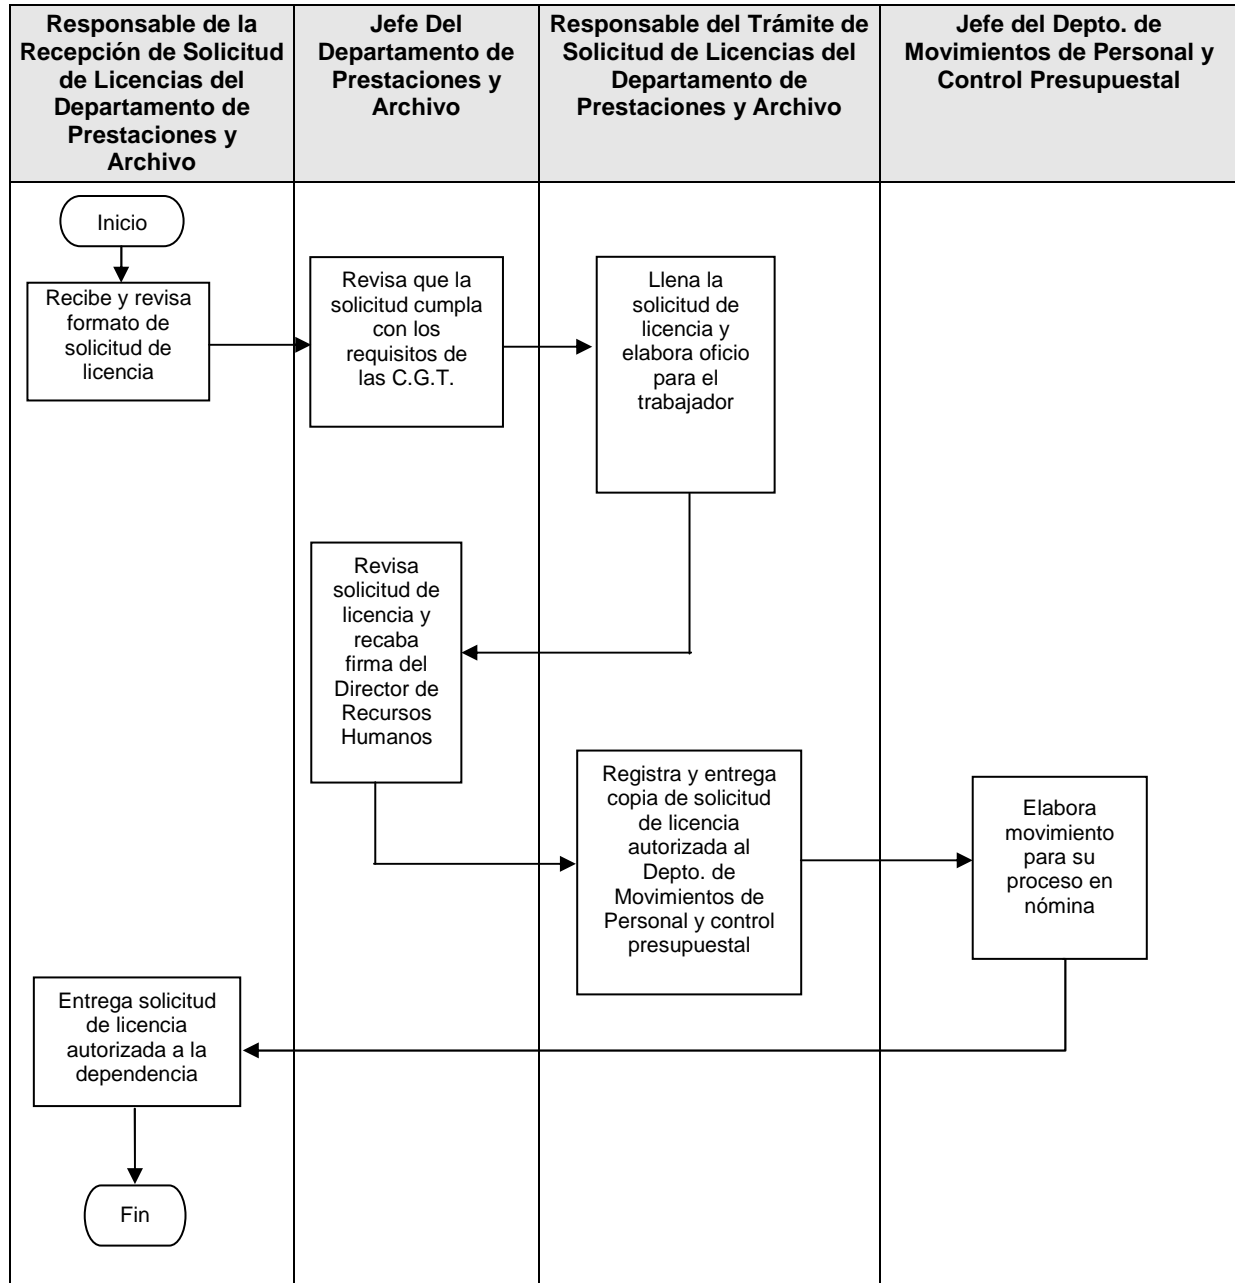 Responsable de la
Recepción de Solicitud
de Licencias del
Departamento de
Prestaciones y
Archivo
Jefe Del
Departamento de
Prestaciones y
Archivo
Responsable del Trámite de
Solicitud de Licencias del
Departamento de
Prestaciones y Archivo
Jefe del Depto. de
Movimientos de Personal y
Control Presupuestal
Inicio
Recibe y revisa
formato de
solicitud de
licencia
Revisa que la
solicitud cumpla
con los
requisitos de
las C.G.T.
Llena la
solicitud de
licencia y
elabora oficio
para el
trabajador
Revisa
solicitud de
licencia y
recaba
firma del
Director de
Recursos
Humanos
Registra y entrega
copia de solicitud
de licencia
autorizada al
Depto. de
Movimientos de
Personal y control
presupuestal
Elabora
movimiento
para su
proceso en
nómina
Entrega solicitud
de licencia
autorizada a la
dependencia
Fin